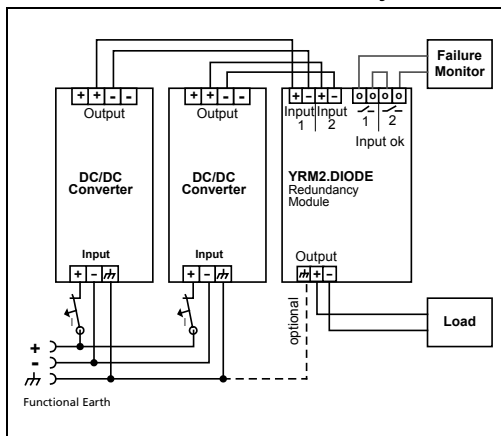 Failure
Monitor
+ + - -
Output
+ + - -
Output
+ - + -
Input
1
Input
2
o o o o
1 2
Input ok
DC/DC
Converter
DC/DC
Converter
YRM2.DIODE
Redundancy
Module
Input
+ -
Input
+ -
Output
+ -
optional
I
I
Load
+
-
Functional Earth